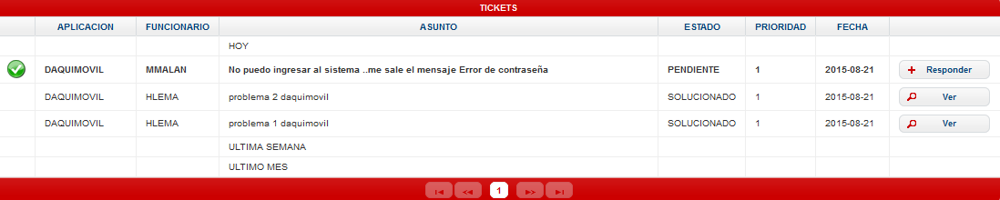 TICKETS
APLICACION FUNCIONARIO ASUNTO ESTADO PRIORIDAD FECHA
HOY
DAQUIMOVIL MMALAN No puedo ingresar al sistema ..me sale el mensaje Error de contraseña PENDIENTE 1 2015-08-21 Responder
DAQUIMOVIL HLEMA problema 2 daquimovil SOLUCIONADO 1 2015-08-21 Ver
DAQUIMOVIL HLEMA problema 1 daquimovil SOLUCIONADO 1 2015-08-21 Ver
ULTIMA SEMANA
ULTIMO MES
1